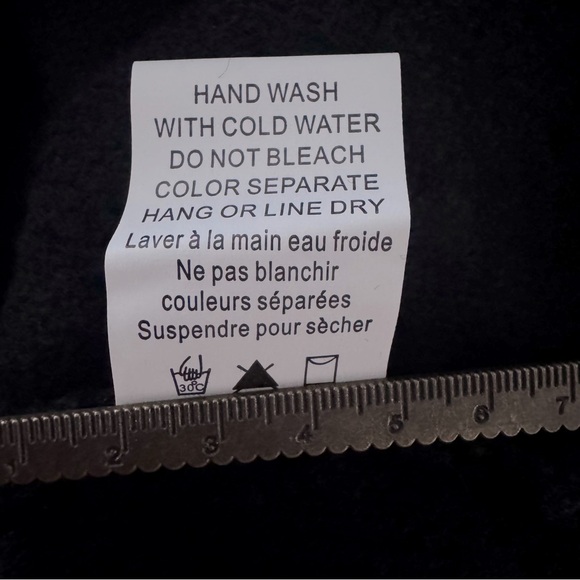 HAND WASH
WITH COLD WATER
DO NOT BLEACH
COLOR SEPARATE
HANG OR LINE DRY
Laver à la main eau froide
Ne pas blanchir
couleurs séparées
Suspendre pour sècher
30°C
1 2 3 4 5 6 7